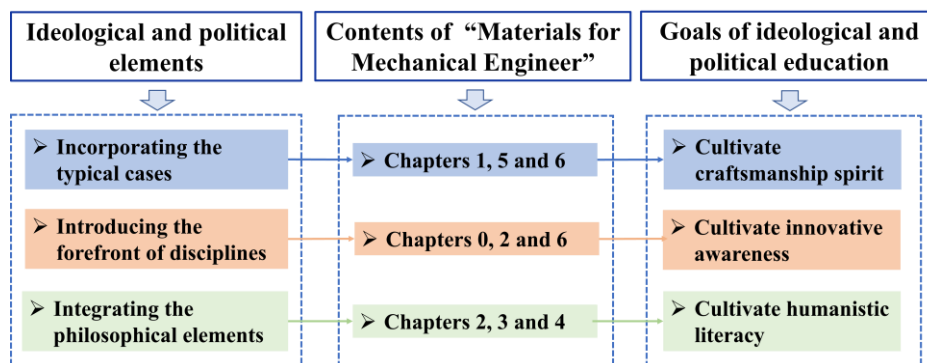 Ideological and political
elements
Contents of “Materials for
Mechanical Engineer”
Goals of ideological and
political education
➢ Incorporating the
typical cases
➢ Chapters 1, 5 and 6
➢ Cultivate
craftsmanship spirit
➢ Introducing the
forefront of disciplines
➢ Chapters 0, 2 and 6
➢ Cultivate innovative
awareness
➢ Integrating the
philosophical elements
➢ Chapters 2, 3 and 4
➢ Cultivate humanistic
literacy